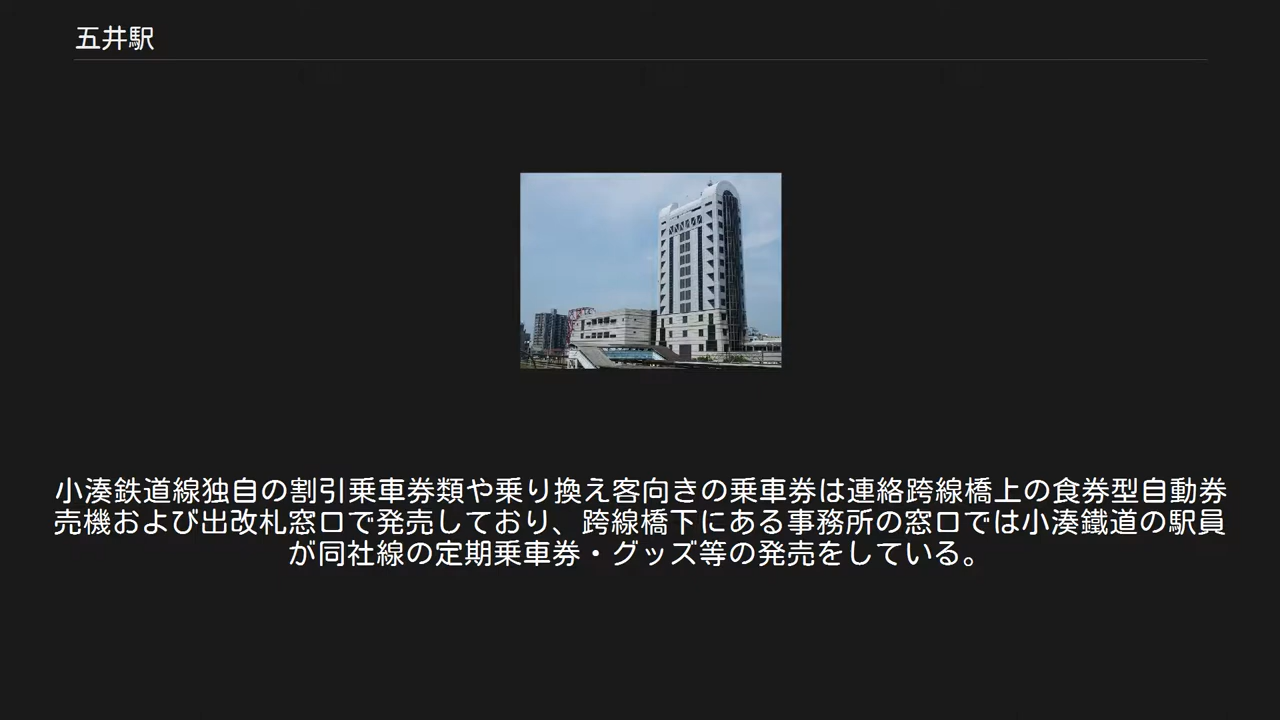 五井駅
小湊鉄道線独自の割引乗車券類や乗り換え客向きの乗車券は連絡跨線橋上の食券型自動券
売機および出改札窓口で発売しており、跨線橋下にある事務所の窓口では小湊鐵道の駅員
が同社線の定期乗車券・グッズ等の発売をしている。